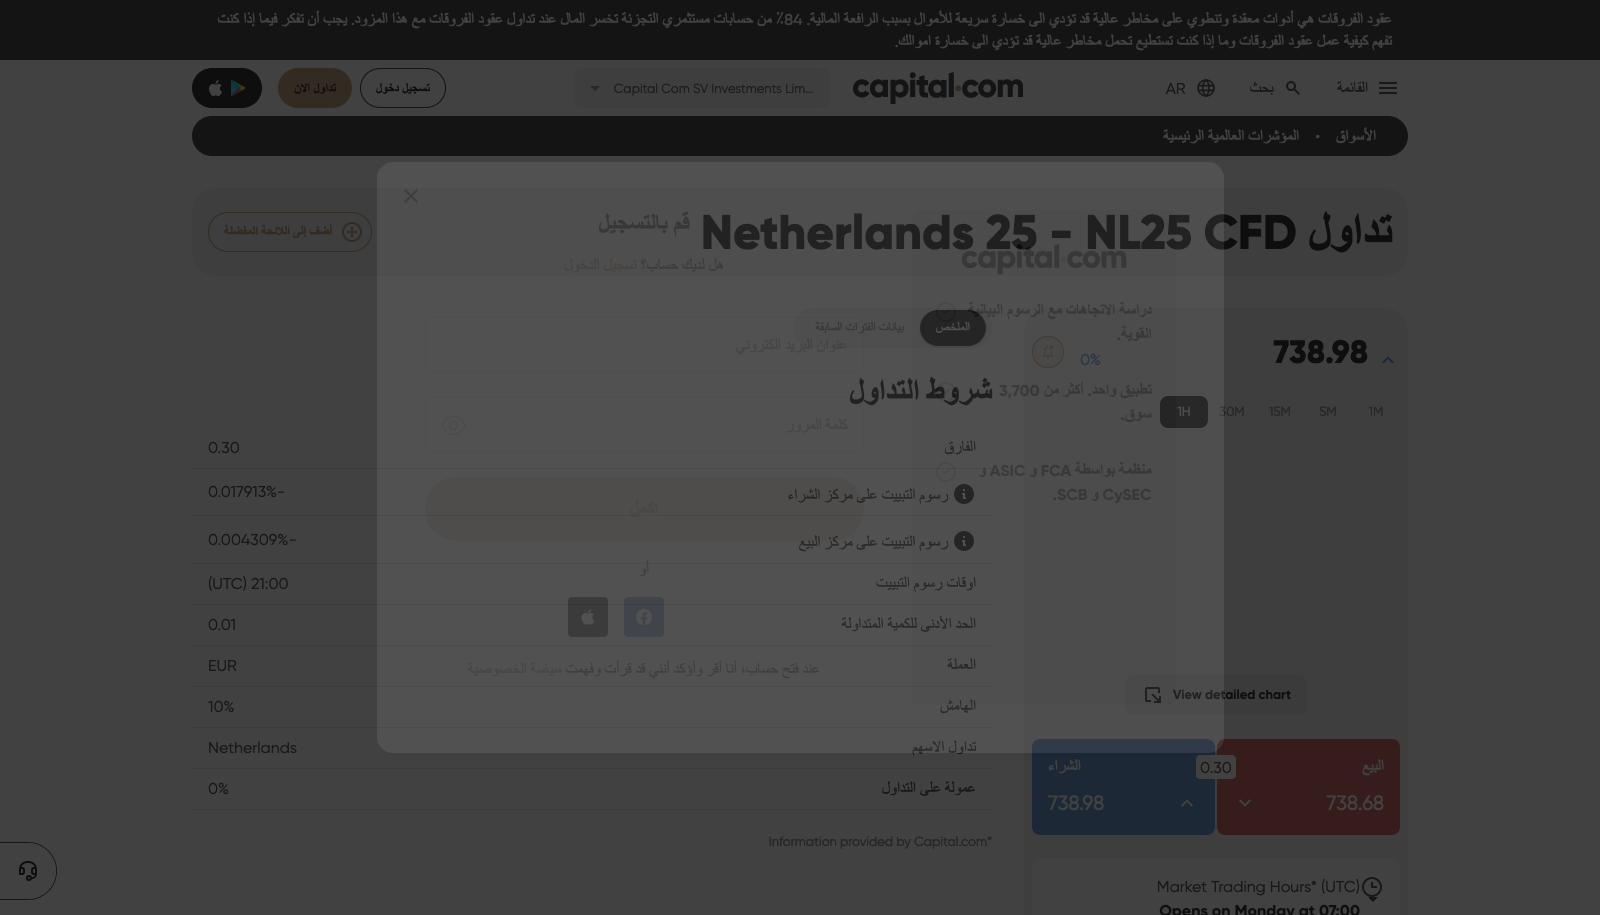 عقود الفروقات هي أدوات معقدة وتنطوي على مخاطر عالية قد تؤدي الى خسارة سريعة للأموال بسبب الرافعة المالية. 84٪ من حسابات مستثمري التجزئة تخسر المال عند تداول عقود الفروقات مع هذا المزود. يجب أن تفكر فيما إذا كنت
تفهم كيفية عمل عقود الفروقات وما إذا كنت تستطيع تحمل مخاطر عالية قد تؤدي الى خسارة اموالك.
القائمة
بحث
AR
capital.com
Capital Com SV Investments Lim...
تسجيل دخول
تداول الان
الأسواق • المؤشرات العالمية الرئيسية
تداول Netherlands 25 - NL25 CFD
أضف إلى اللائحة المفضلة
قم بالتسجيل
هل لديك حساب؟ تسجيل الدخول
capital.com
دراسة الاتجاهات مع الرسوم البيانية
القوية.
تطبيق واحد. أكثر من 3,700
سوق.
منظمة بواسطة FCA و ASIC و
CySEC و SCB.
عنوان البريد الكتروني
كلمة المرور
اكمل
أو
عند فتح حساب، أنا أقر وأؤكد أنني قد قرأت وفهمت سياسة الخصوصية
738.98
0%
1M
5M
15M
30M
1H
View detailed chart
البيع
738.68
0.30
الشراء
738.98
Market Trading Hours* (UTC)
Opens on Monday at 07:00
الملخص
بيانات الفترات السابقة
شروط التداول
الفارق 0.30
رسوم التبييت على مركز الشراء -0.017913%
رسوم التبييت على مركز البيع -0.004309%
اوقات رسوم التبييت 21:00 (UTC)
الحد الأدنى للكمية المتداولة 0.01
العملة EUR
الهامش 10%
تداول الاسهم Netherlands
عمولة على التداول 0%
Information provided by Capital.com*